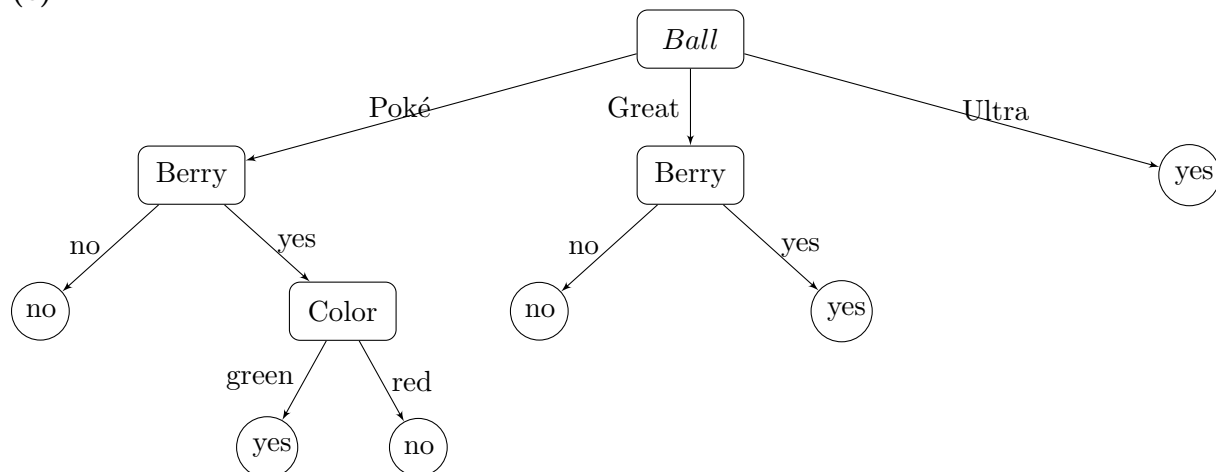 Ball
Poké Great Ultra
Berry Berry yes
no yes no yes
no Color no yes
green red
yes no